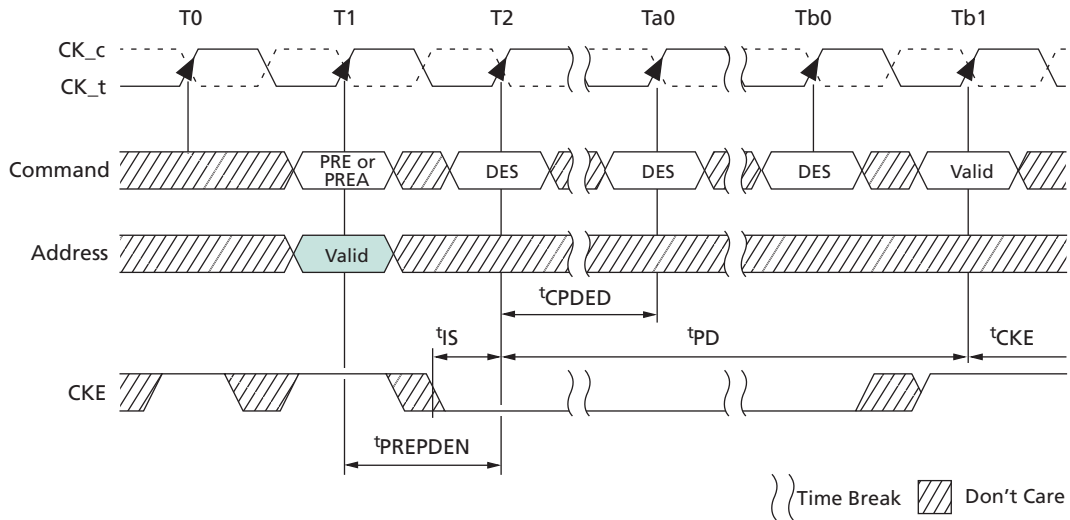 T0 T1 T2 Ta0 Tb0 Tb1
CK_c
CK_t
Command
PRE or
PREA
DES
DES
DES
Valid
Address
Valid
tCPDED
tIS
tPD
tCKE
CKE
tPREPDEN
Time Break
Don't Care